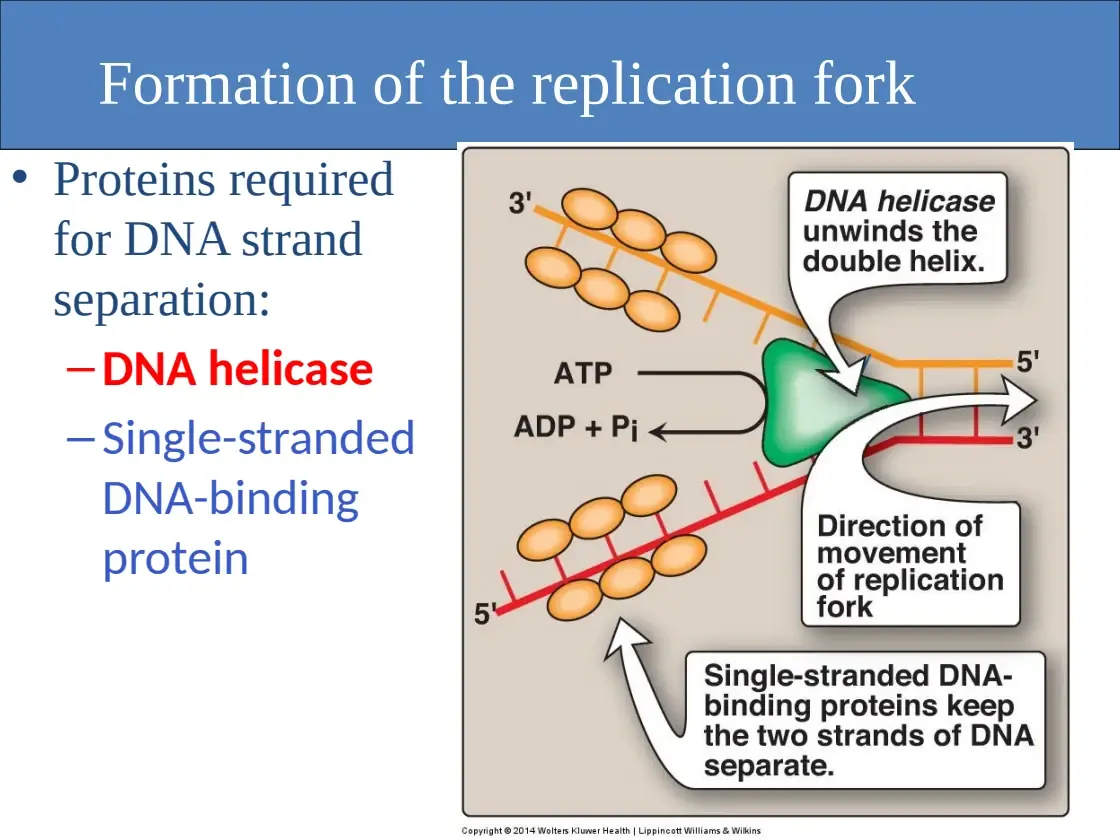 Formation of the replication fork
• Proteins required
for DNA strand
separation:
– DNA helicase
– Single-stranded
DNA-binding
protein
3'
DNA helicase
unwinds the
double helix.
ATP
ADP + Pi
5'
3'
Direction of
movement
of replication
fork
5'
Single-stranded DNA-
binding proteins keep
the two strands of DNA
separate.
Copyright © 2014 Wolters Kluwer Health | Lippincott Williams & Wilkins